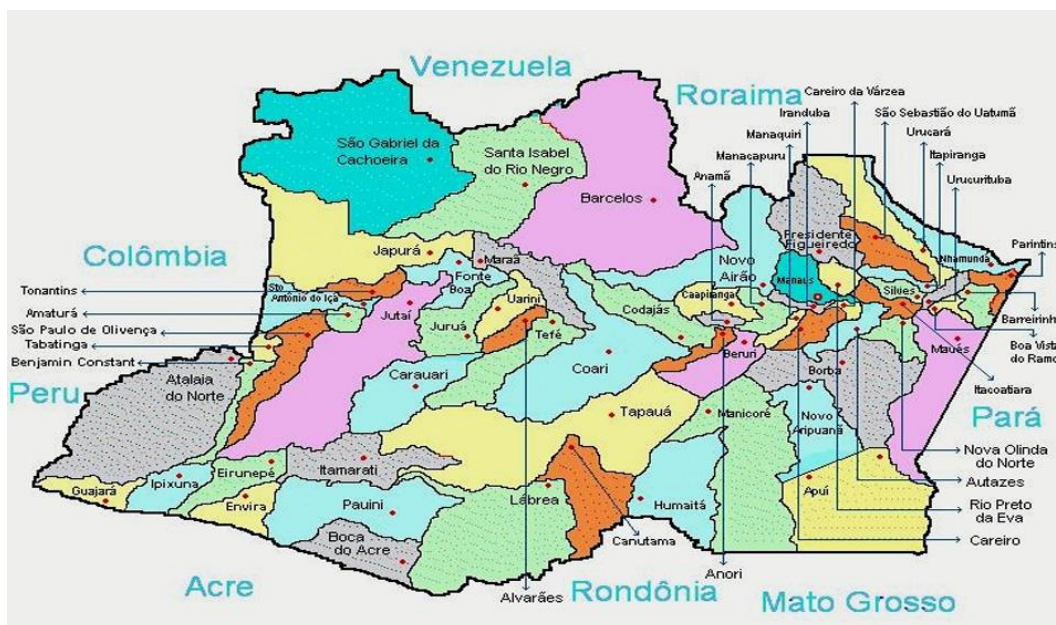 Venezuela
Roraima
Careiro da Várzea
Iranduba
São Sebastião do Uatumã
Manaquiri
Urucará
Manacapuru
Itapiranga
Anamã
Urucurituba
Parintins
São Gabriel da
Cachoeira
Santa Isabel
do Rio Negro
Barcelos
Presidente
Figueiredo
Colômbia
Japurá
Maraã
Novo
Airão
Nhamundá
Tonantins
Sto
Antônio do Içá
Fonte
Boa
Manaus
Silves
Amaturá
Jutaí
Uarini
Caapiranga
Codajás
Barreirinha
São Paulo de Olivença
Juruá
Tefé
Tabatinga
Beruri
Maués
Boa Vista
do Ramo
Benjamin Constant
Atalaia
do Norte
Carauari
Coari
Borba
Itacoatiara
Peru
Tapauá
Manicoré
Novo
Aripuanã
Pará
Nova Olinda
do Norte
Eirunepé
Itamarati
Autazes
Guajará
Ipixuna
Envira
Pauini
Lábrea
Humaitá
Apuí
Rio Preto
da Eva
Boca
do Acre
Canutama
Careiro
Anori
Acre
Alvarães
Rondônia
Mato Grosso